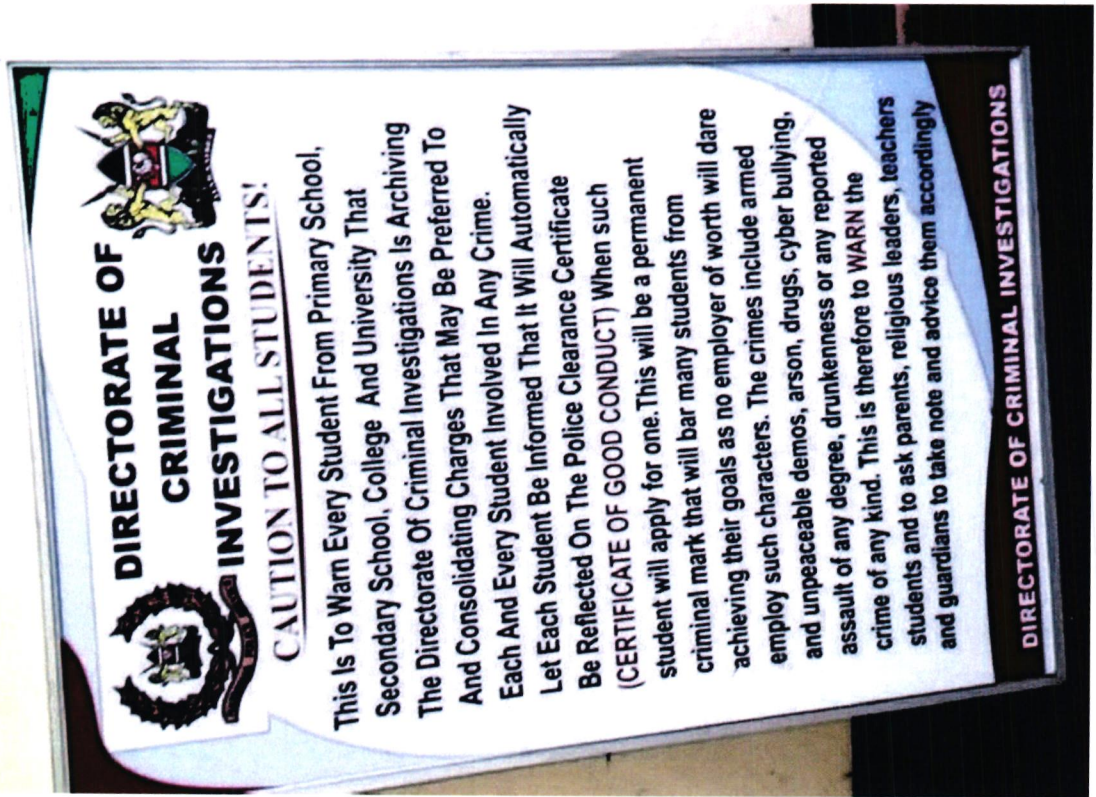 DIRECTORATE OF
CRIMINAL
INVESTIGATIONS
CAUTION TO ALL STUDENTS!
This Is To Warn Every Student From Primary School,
Secondary School, College And University That
The Directorate Of Criminal Investigations Is Archiving
And Consolidating Charges That May Be Preferred To
Each And Every Student Involved In Any Crime.
Let Each Student Be Informed That It Will Automatically
Be Reflected On The Police Clearance Certificate
(CERTIFICATE OF GOOD CONDUCT) When such
student will apply for one.This will be a permanent
criminal mark that will bar many students from
achieving their goals as no employer of worth will dare
employ such characters. The crimes include armed
and unpeaceable demos, arson, drugs, cyber bullying,
assault of any degree, drunkenness or any reported
crime of any kind. This is therefore to WARN the
students and to ask parents, religious leaders, teachers
and guardians to take note and advice them accordingly
DIRECTORATE OF CRIMINAL INVESTIGATIONS